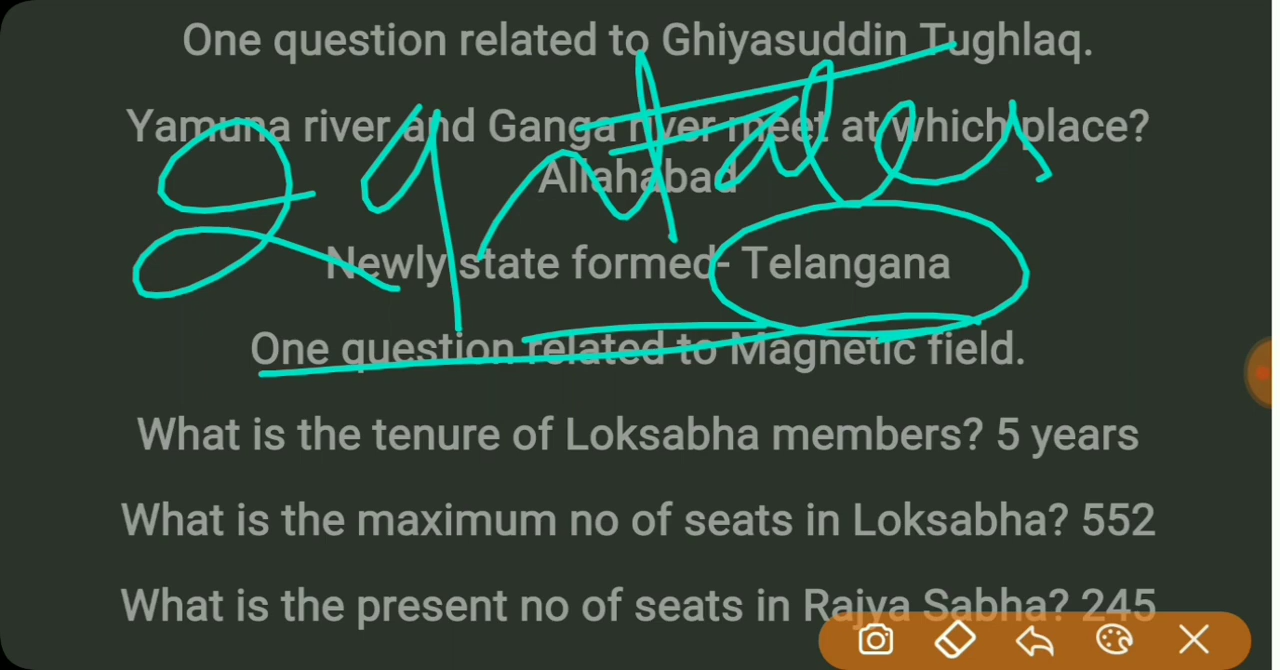 One question related to Ghiyasuddin Tughlaq.
Yamuna river and Ganga river meet at which place?
Allahabad
Newly state formed- Telangana
One question related to Magnetic field.
What is the tenure of Loksabha members? 5 years
What is the maximum no of seats in Loksabha? 552
What is the present no of seats in Rajya Sabha? 245